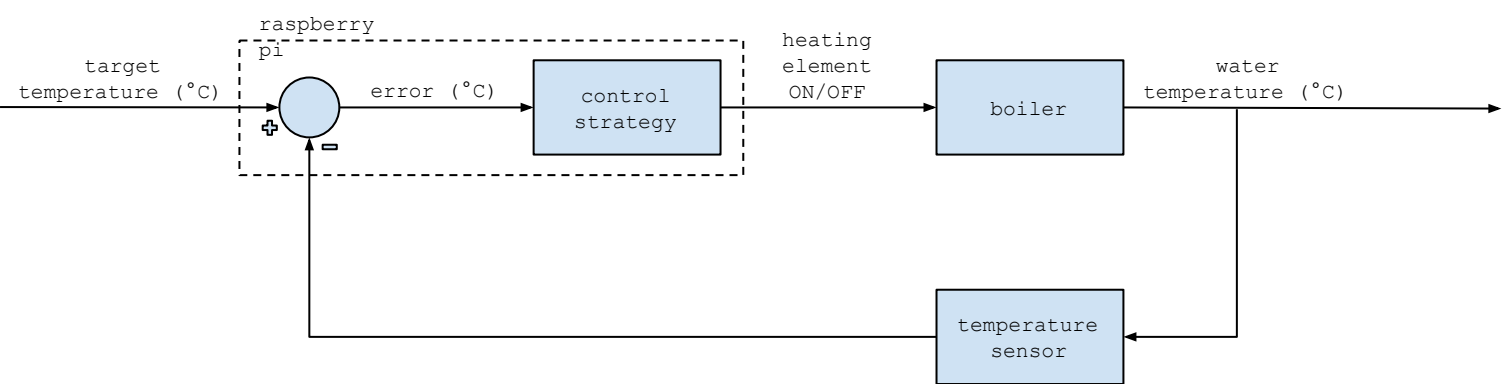 raspberry
pi
target
temperature (°C)
error (°C)
control
strategy
heating
element
ON/OFF
boiler
water
temperature (°C)
+
-
temperature
sensor